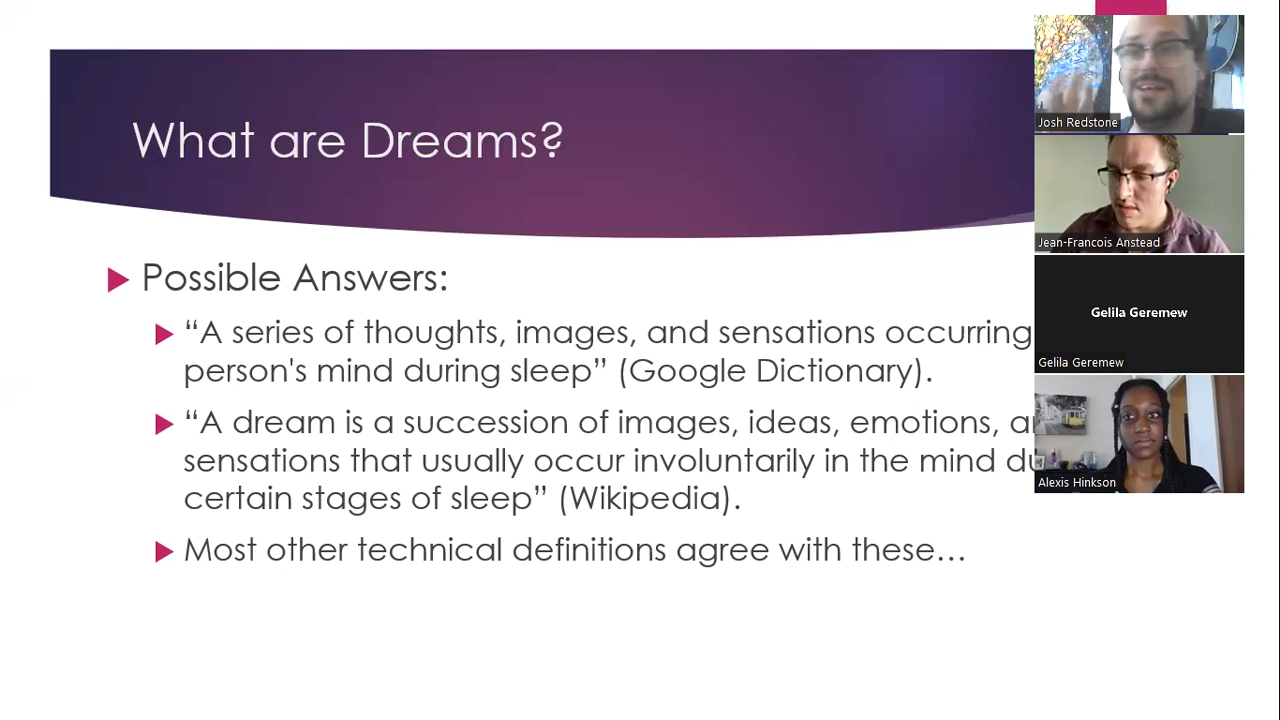 What are Dreams?
Possible Answers:
“A series of thoughts, images, and sensations occurring
person's mind during sleep” (Google Dictionary).
“A dream is a succession of images, ideas, emotions,
sensations that usually occur involuntarily in the mind
certain stages of sleep” (Wikipedia).
Most other technical definitions agree with these…
Josh Redstone
Jean-Francois Anstead
Gelila Geremew
Gelila Geremew
Alexis Hinkson